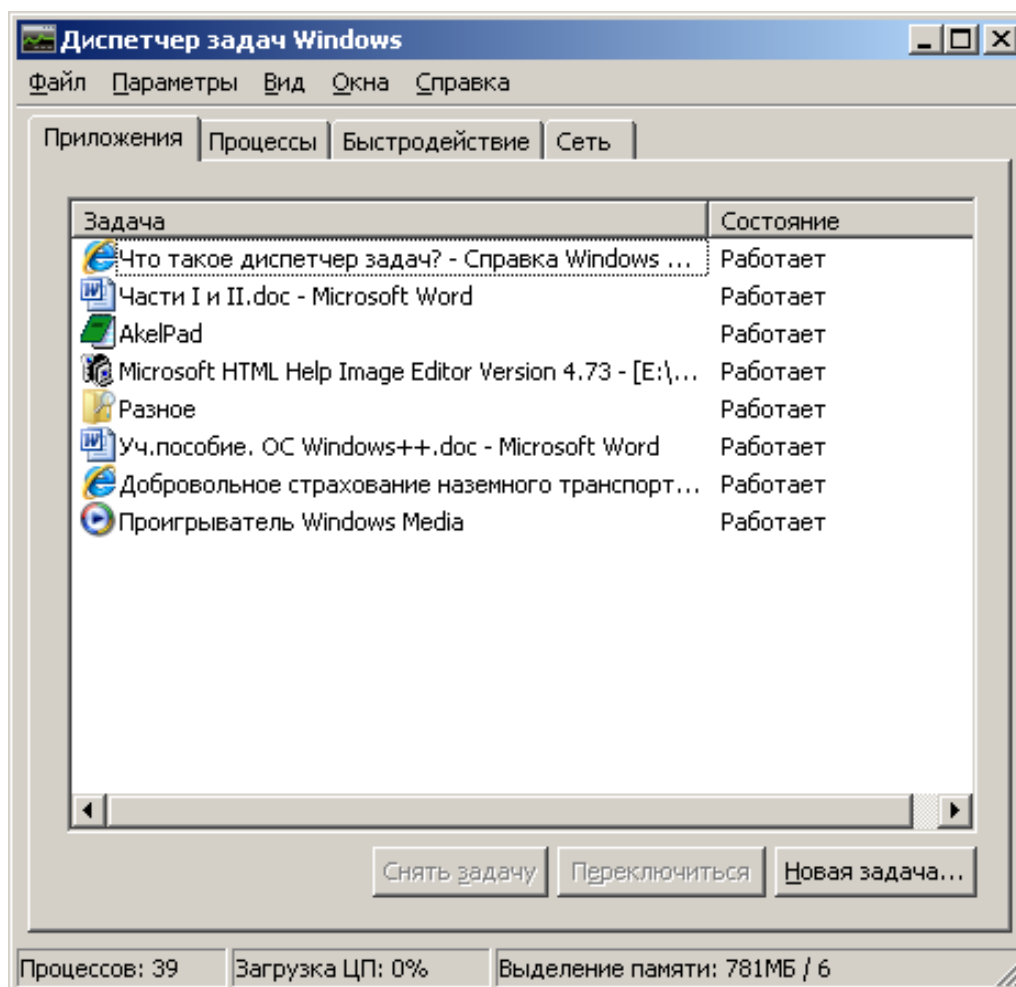 Диспетчер задач Windows
Файл Параметры Вид Окна Справка
Приложения Процессы Быстродействие Сеть
Задача Состояние
Что такое диспетчер задач? - Справка Windows ... Работает
Части I и II.doc - Microsoft Word Работает
AkelPad Работает
Microsoft HTML Help Image Editor Version 4.73 - [E:\... Работает
Разное Работает
Уч.пособие. ОС Windows++.doc - Microsoft Word Работает
Добровольное страхование наземного транспорт... Работает
Проигрыватель Windows Media Работает
Снять задачу Переключиться Новая задача...
Процессов: 39 Загрузка ЦП: 0% Выделение памяти: 781МБ / 6